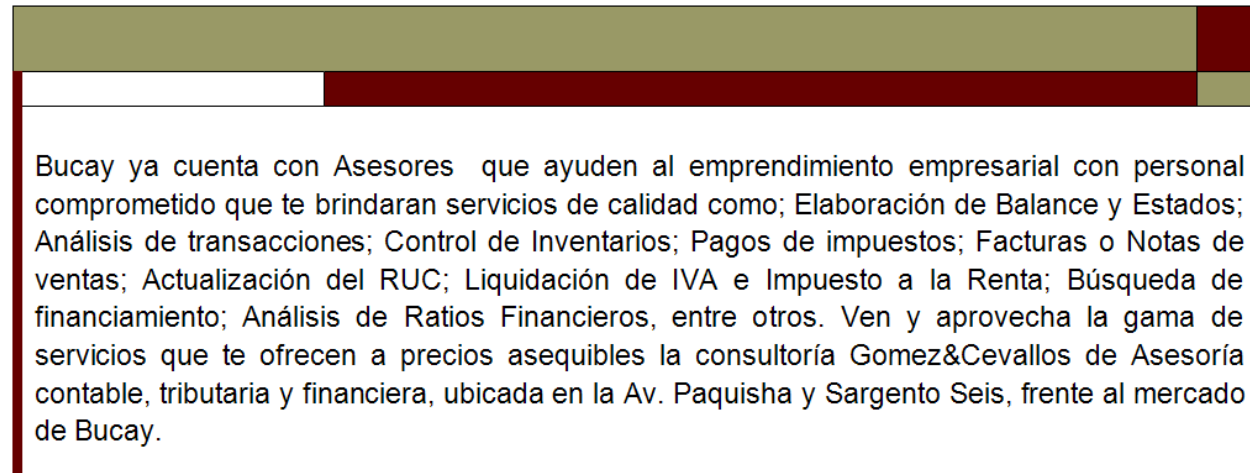 Bucay ya cuenta con Asesores  que ayuden al emprendimiento empresarial con personal
comprometido que te brindaran servicios de calidad como; Elaboración de Balance y Estados;
Análisis de transacciones; Control de Inventarios; Pagos de impuestos; Facturas o Notas de
ventas; Actualización del RUC; Liquidación de IVA e Impuesto a la Renta; Búsqueda de
financiamiento; Análisis de Ratios Financieros, entre otros. Ven y aprovecha la gama de
servicios que te ofrecen a precios asequibles la consultoría Gomez&Cevallos de Asesoría
contable, tributaria y financiera, ubicada en la Av. Paquisha y Sargento Seis, frente al mercado
de Bucay.